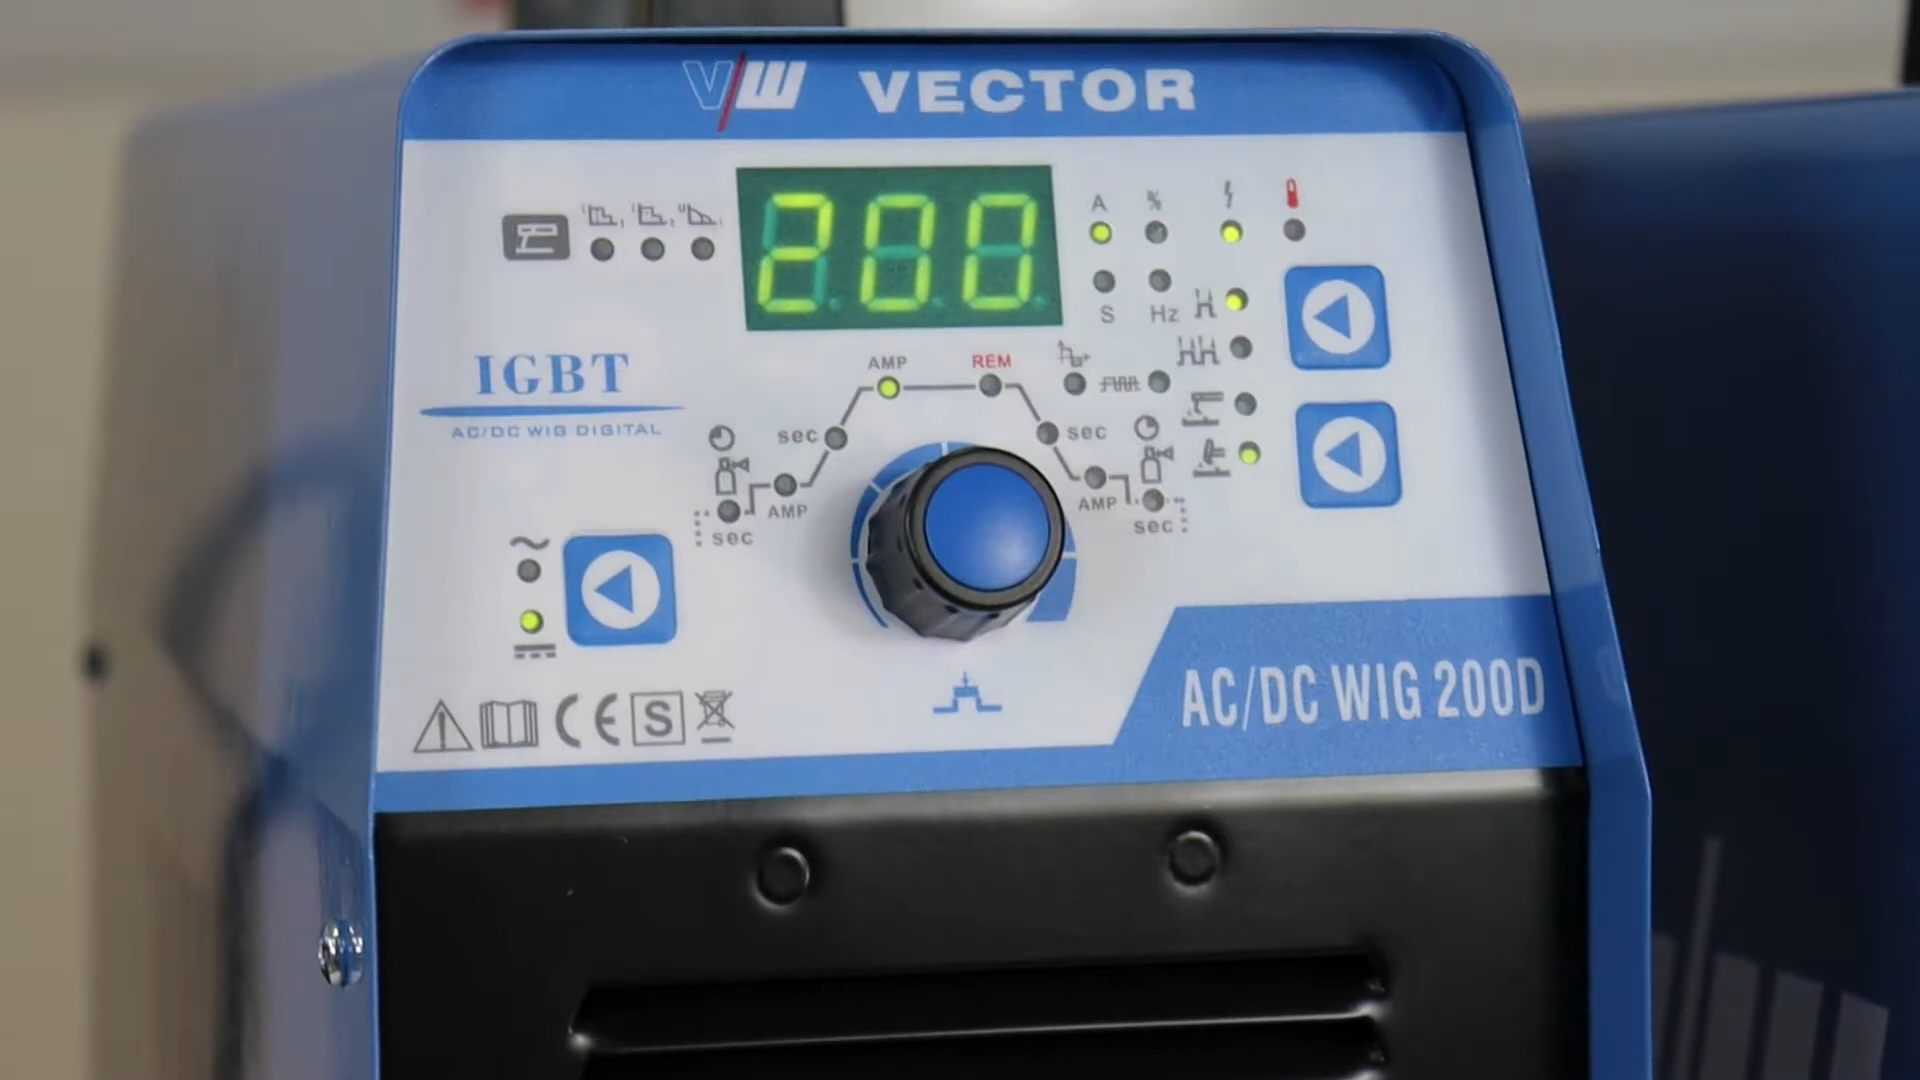 VW VECTOR
200
A %
S Hz
IGBT
AC/DC WIG DIGITAL
AMP REM
sec sec
AMP AMP
sec sec
CE S
AC/DC WIG 200D